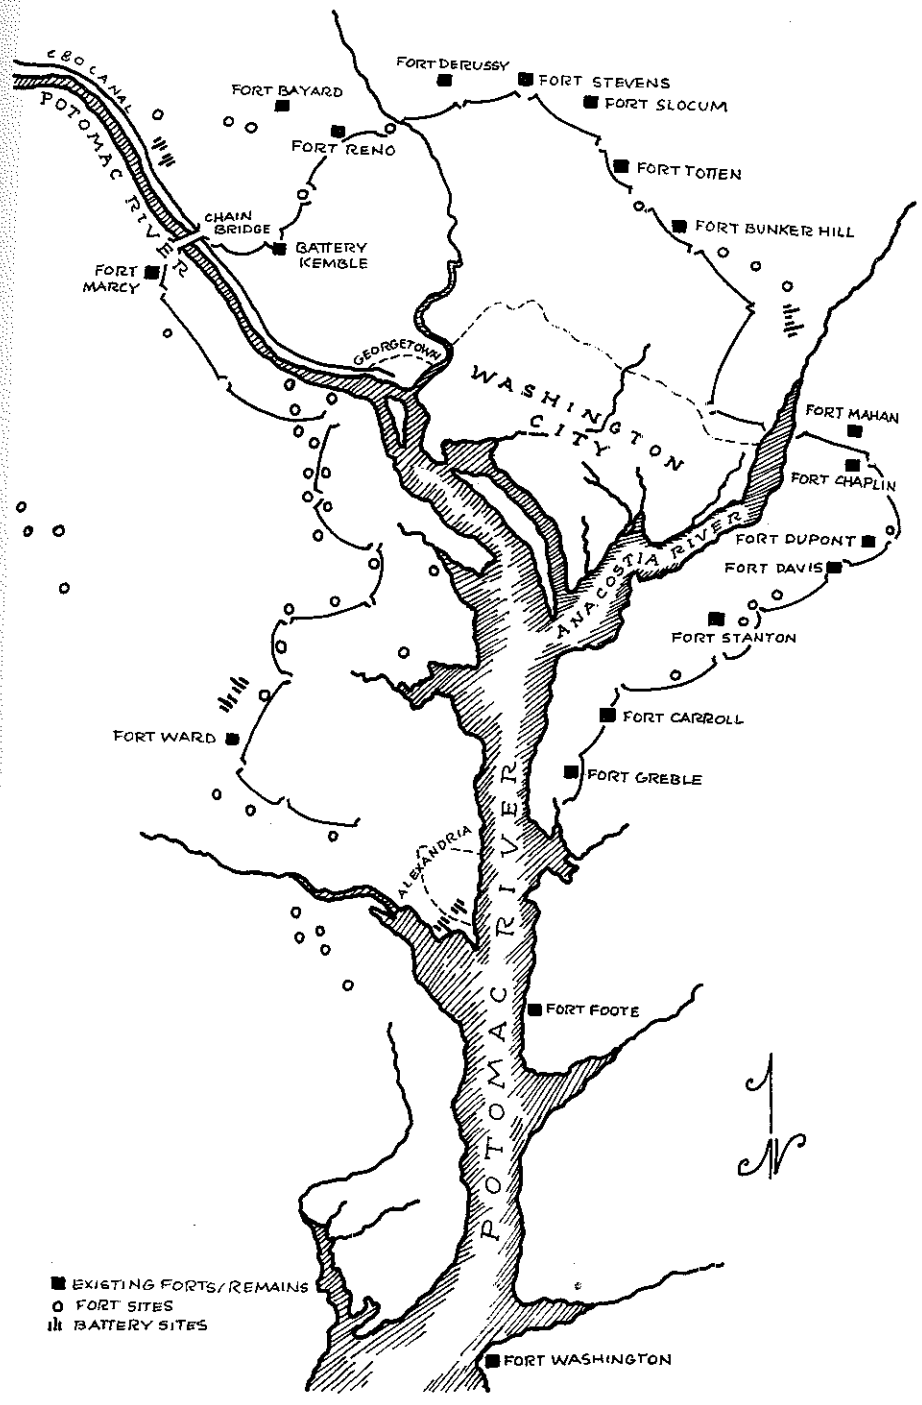 C&O CANAL
POTOMAC RIVER
FORT BAYARD
FORT DERUSSY
FORT STEVENS
FORT SLOCUM
FORT RENO
FORT TOTTEN
CHAIN
BRIDGE
BATTERY
KEMBLE
FORT BUNKER HILL
FORT
MARCY
GEORGETOWN
WASHINGTON
CITY
FORT MAHAN
FORT CHAPLIN
ANACOSTIA RIVER
FORT DUPONT
FORT DAVIS
FORT STANTON
FORT CARROLL
FORT WARD
FORT GREBLE
ALEXANDRIA
POTOMAC RIVER
FORT FOOTE
N
EXISTING FORTS/REMAINS
FORT SITES
BATTERY SITES
FORT WASHINGTON